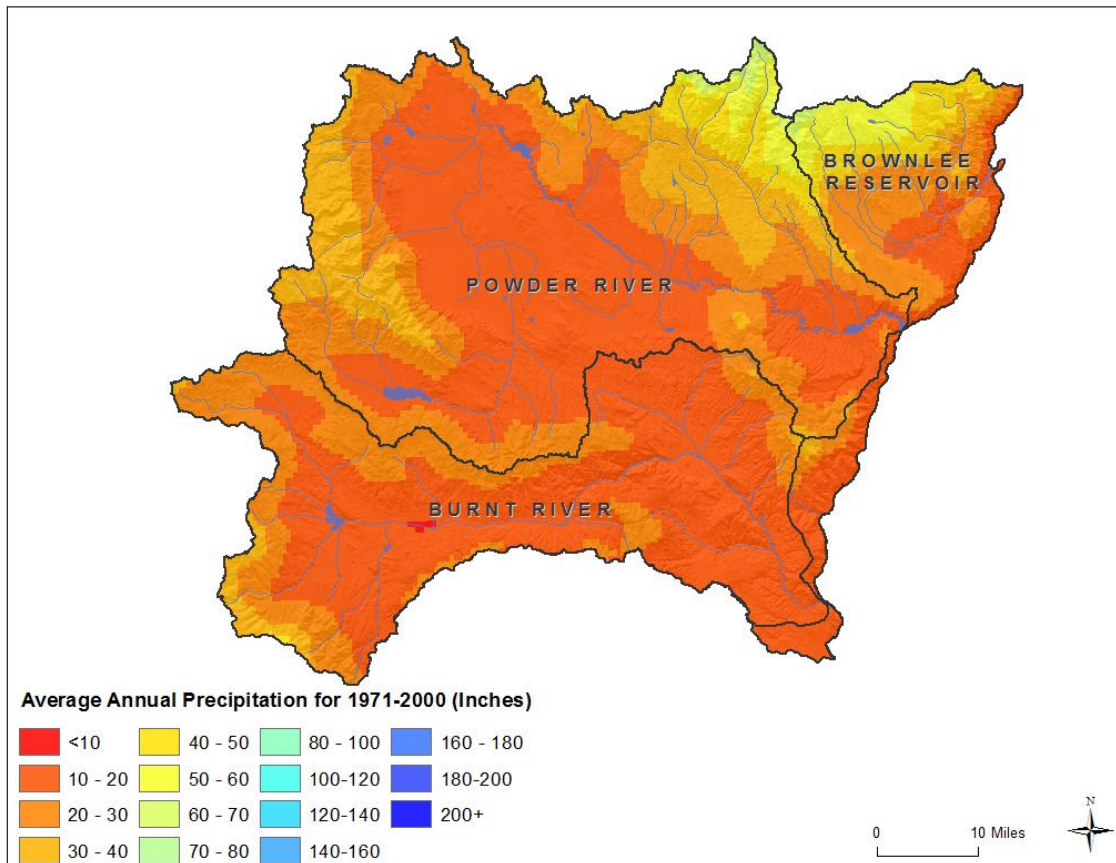 BROWNLEE
RESERVOIR
POWDER RIVER
BURNT RIVER
Average Annual Precipitation for 1971-2000 (Inches)
<10
10 - 20
20 - 30
30 - 40
40 - 50
50 - 60
60 - 70
70 - 80
80 - 100
100-120
120-140
140-160
160 - 180
180-200
200+
0 10 Miles
N